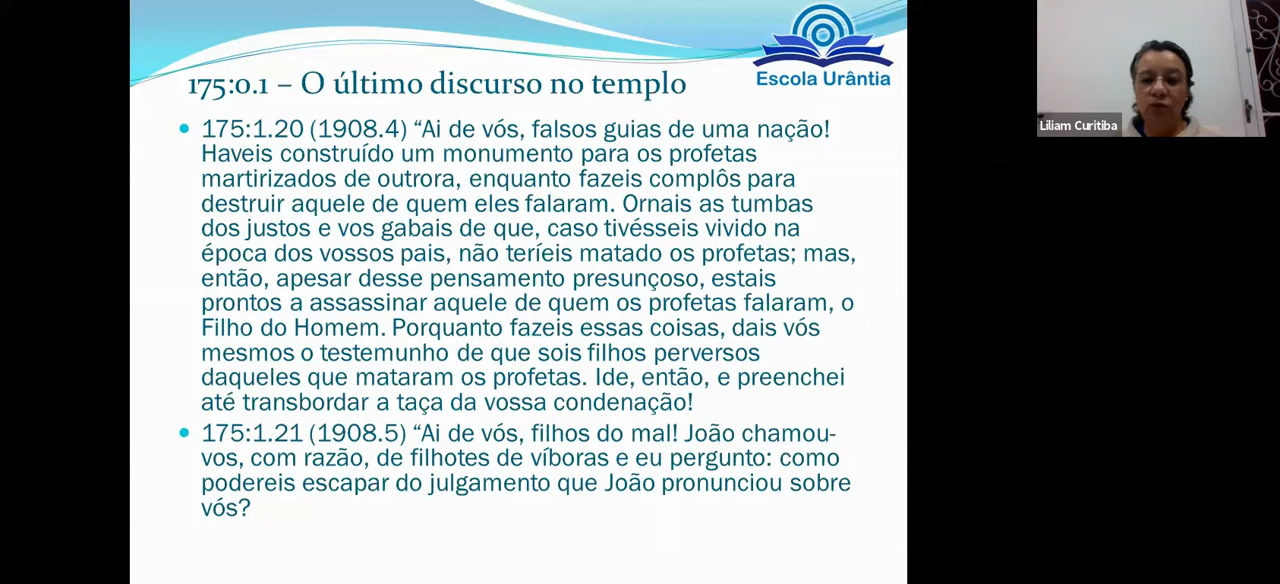 175:0.1 – O último discurso no templo
Escola Urântia
Liliam Curitiba
• 175:1.20 (1908.4) “Ai de vós, falsos guias de uma nação!
Haveis construído um monumento para os profetas
martirizados de outrora, enquanto fazeis complôs para
destruir aquele de quem eles falaram. Ornais as tumbas
dos justos e vos gabais de que, caso tivésseis vivido na
época dos vossos pais, não teríeis matado os profetas; mas,
então, apesar desse pensamento presunçoso, estais
prontos a assassinar aquele de quem os profetas falaram, o
Filho do Homem. Porquanto fazeis essas coisas, dais vós
mesmos o testemunho de que sois filhos perversos
daqueles que mataram os profetas. Ide, então, e preenchei
até transbordar a taça da vossa condenação!
• 175:1.21 (1908.5) “Ai de vós, filhos do mal! João chamou-
vos, com razão, de filhotes de víboras e eu pergunto: como
podereis escapar do julgamento que João pronunciou sobre
vós?